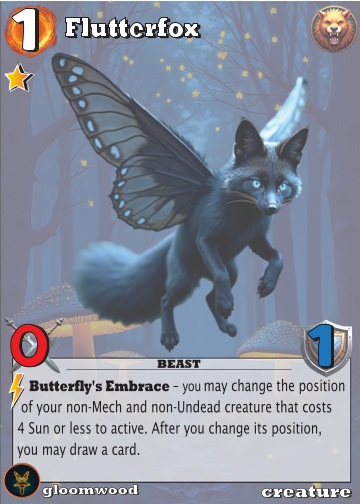 1 Flutterfox
0
1
BEAST
Butterfly's Embrace – you may change the position
of your non-Mech and non-Undead creature that costs
4 Sun or less to active. After you change its position,
you may draw a card.
gloomwood creature